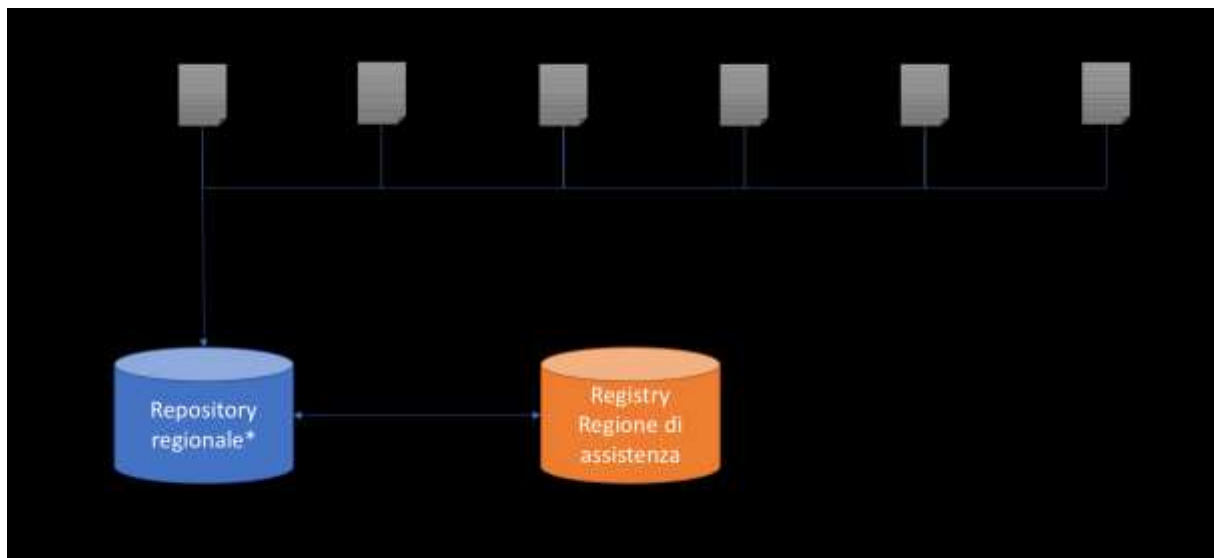 Repository
regionale*
Registry
Regione di
assistenza